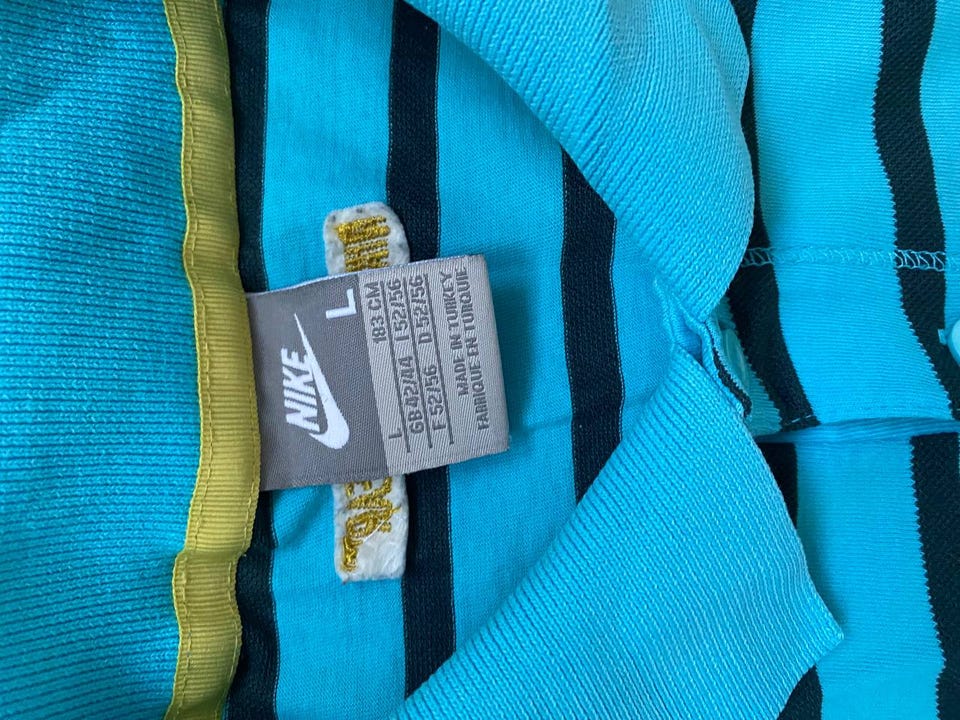 NIKE
L
L 183 CM
GB 42/44 I 52/56
F 52/56 D 52/56
MADE IN TURKEY
FABRIQUE EN TURQUIE